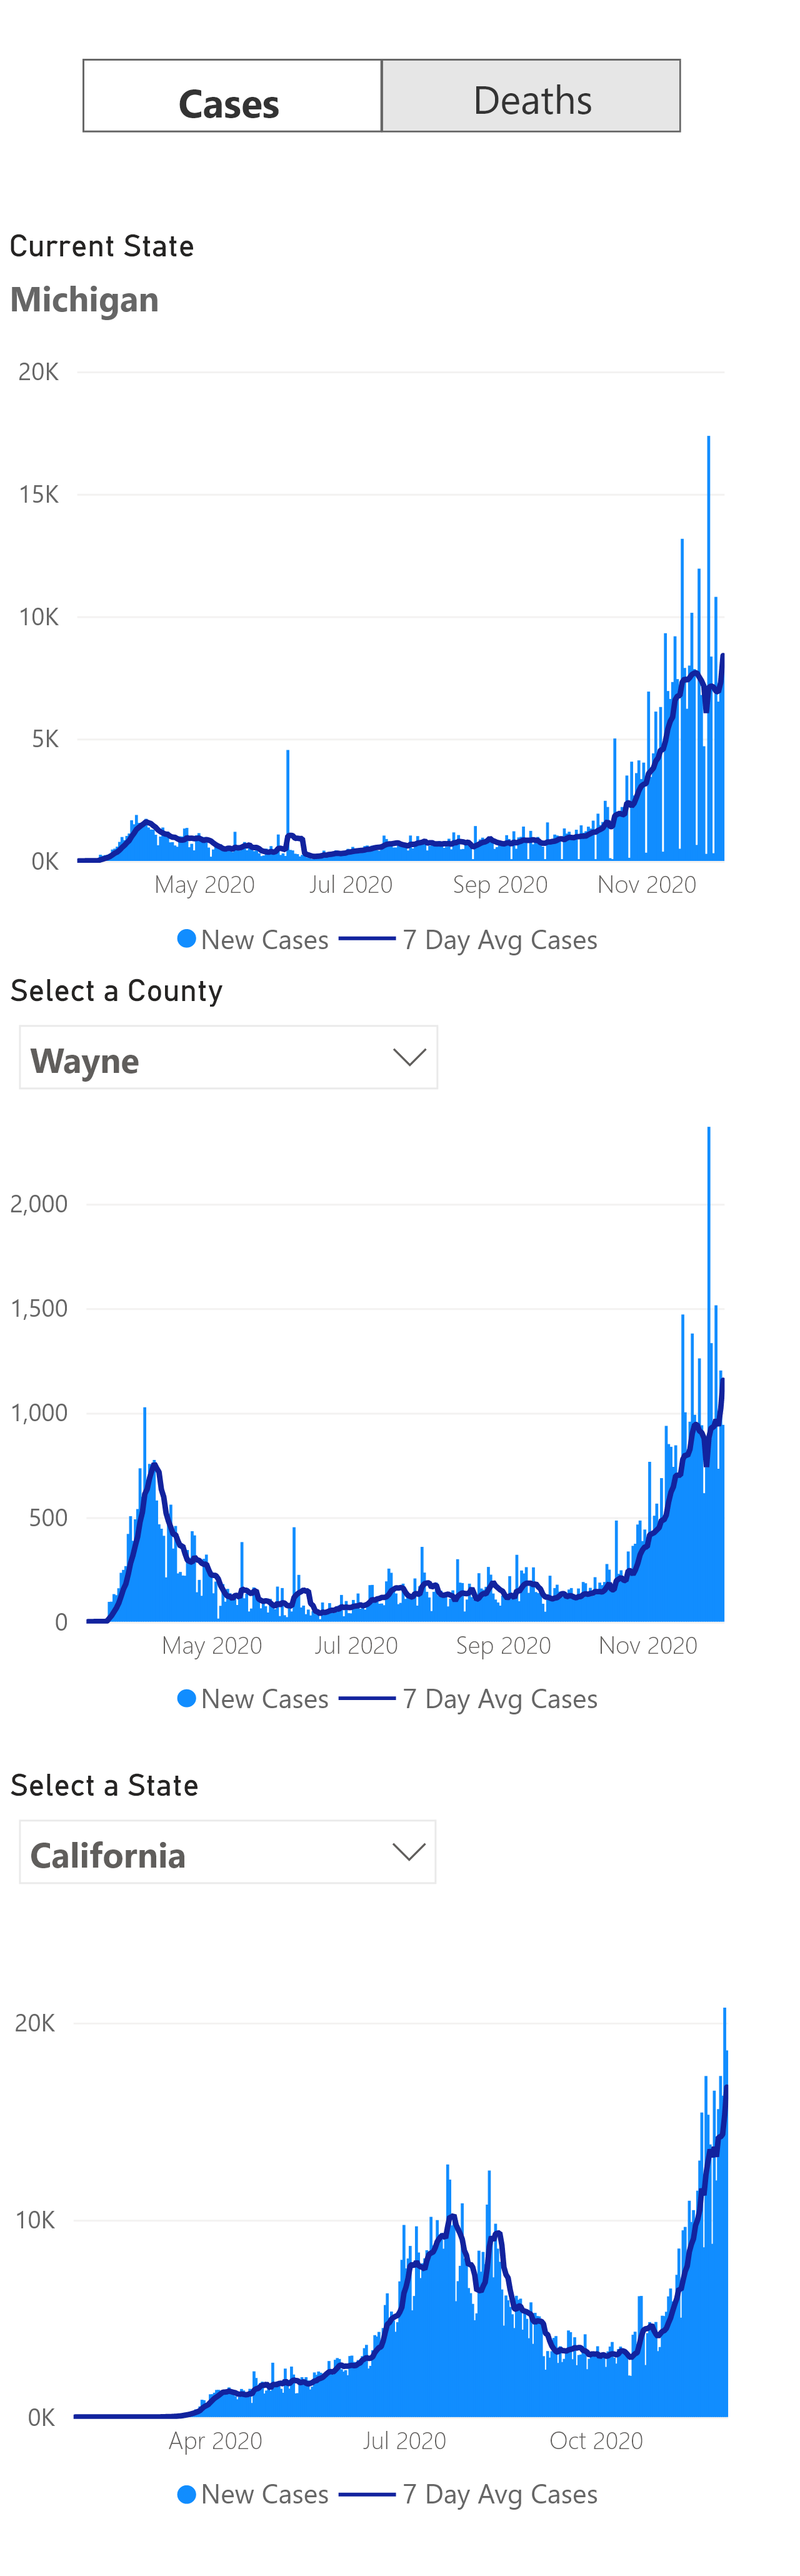 Cases
Deaths
Current State
Michigan
20K
15K
10K
5K
0K
May 2020 Jul 2020 Sep 2020 Nov 2020
New Cases 7 Day Avg Cases
Select a County
Wayne
2,000
1,500
1,000
500
0
May 2020 Jul 2020 Sep 2020 Nov 2020
New Cases 7 Day Avg Cases
Select a State
California
20K
10K
0K
Apr 2020 Jul 2020 Oct 2020
New Cases 7 Day Avg Cases